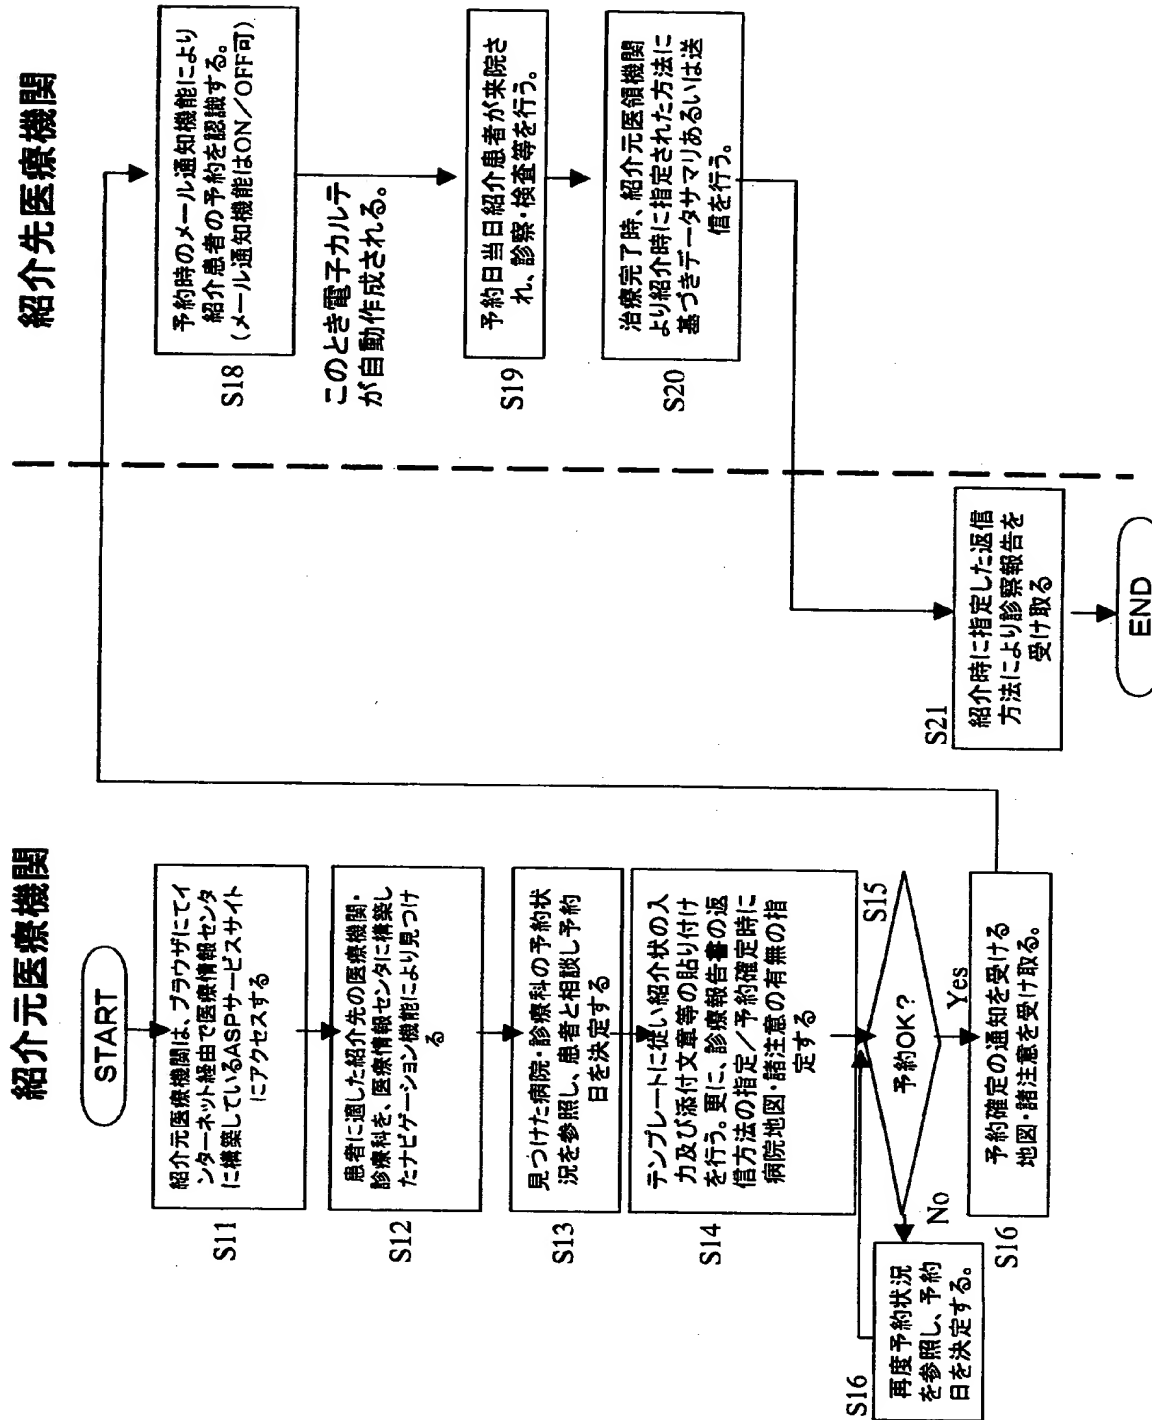 紹介元医療機関
START
紹介元医療機関は、ブラウザにてイ
ンターネット経由で医療情報センタ
に構築しているASPサービスサイト
にアクセスする
S11
患者に適した紹介先の医療機関・
診療科を、医療情報センタに構築し
たナビゲーション機能により見つけ
る
S12
見つけた病院・診療科の予約状
況を参照し、患者と相談し予約
日を決定する
S13
テンプレートに従い紹介状の入
力及び添付文章等の貼り付け
を行う。更に、診療報告書の返
信方法の指定／予約確定時に
病院地図・諸注意の有無の指
定する
S14
予約OK?
S15
No
Yes
再度予約状況
を参照し、予約
日を決定する。
S16
予約確定の通知を受ける
地図・諸注意を受け取る。
S16
紹介先医療機関
予約時のメール通知機能により
紹介患者の予約を認識する。
(メール通知機能はON／OFF可)
S18
このとき電子カルテ
が自動作成される。
予約日当日紹介患者が来院さ
れ、診察・検査等を行う。
S19
治療完了時、紹介元医領機関
より紹介時に指定された方法に
基づきデータサマリあるいは送
信を行う。
S20
紹介時に指定した返信
方法により診察報告を
受け取る
S21
END